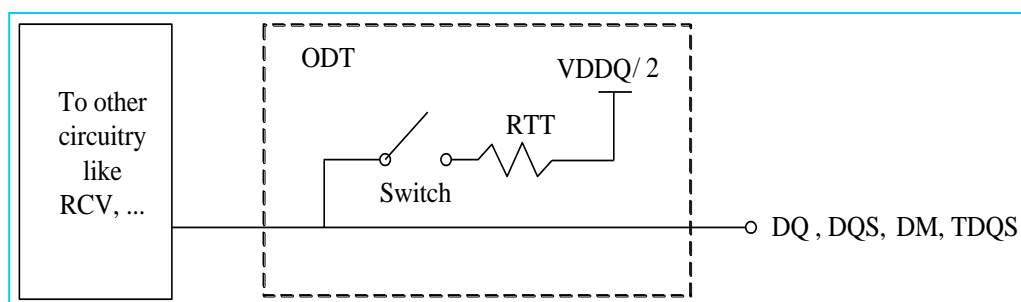 ODT
VDDQ/ 2
To other
circuitry
like
RCV, ...
RTT
Switch
DQ , DQS, DM, TDQS